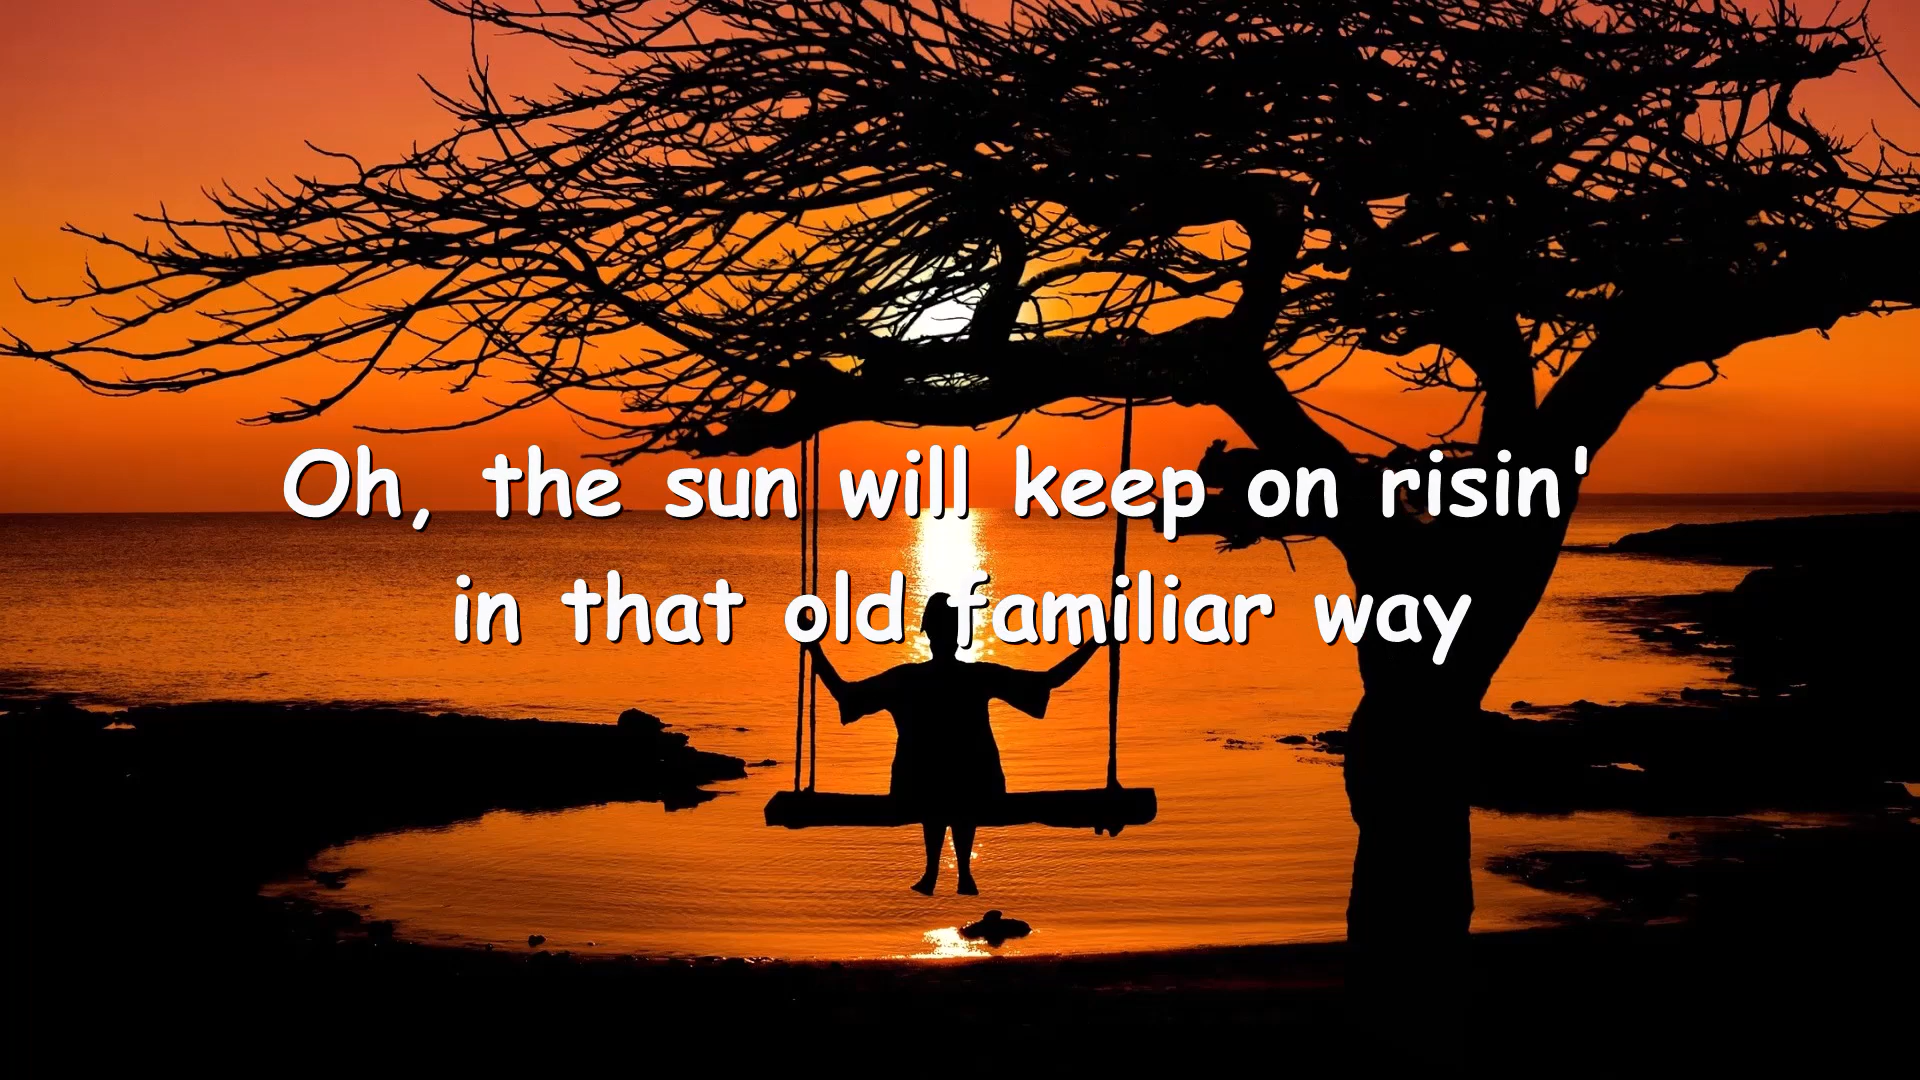 Oh, the sun will keep on risin'
in that old familiar way